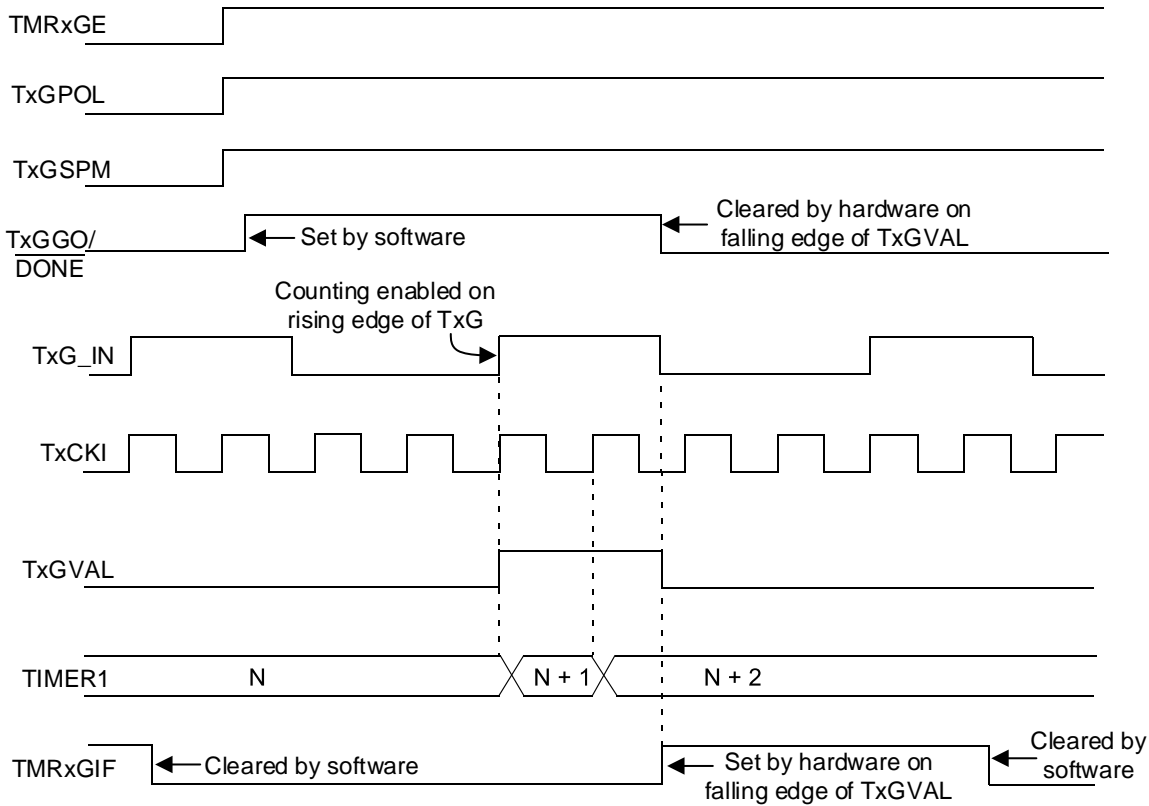 TMRxGE
TxGPOL
TxGSPM
TxGGO/
DONE
Set by software
Cleared by hardware on
falling edge of TxGVAL
Counting enabled on
rising edge of TxG
TxG_IN
TxCKI
TxGVAL
TIMER1
N
N + 1
N + 2
TMRxGIF
Cleared by software
Set by hardware on
falling edge of TxGVAL
Cleared by
software